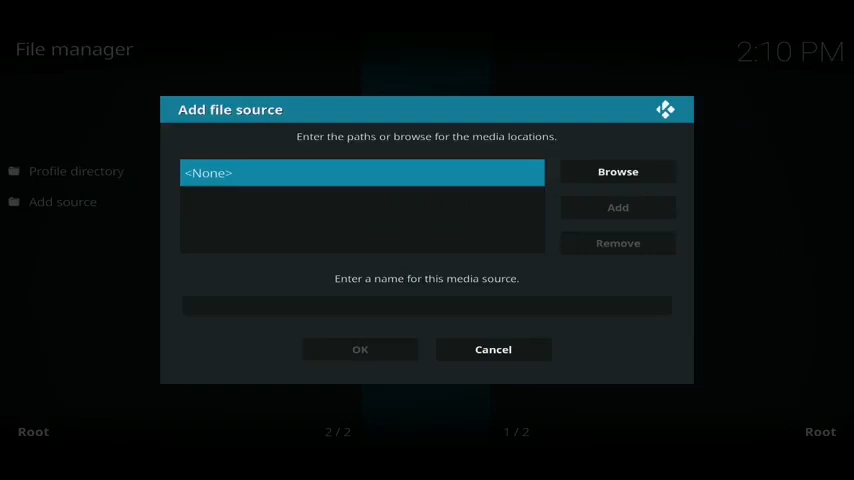 File manager
2:10 PM
Add file source
Enter the paths or browse for the media locations.
<None>
Browse
Profile directory
Add source
Add
Remove
Enter a name for this media source.
OK
Cancel
Root
2 / 2
1 / 2
Root